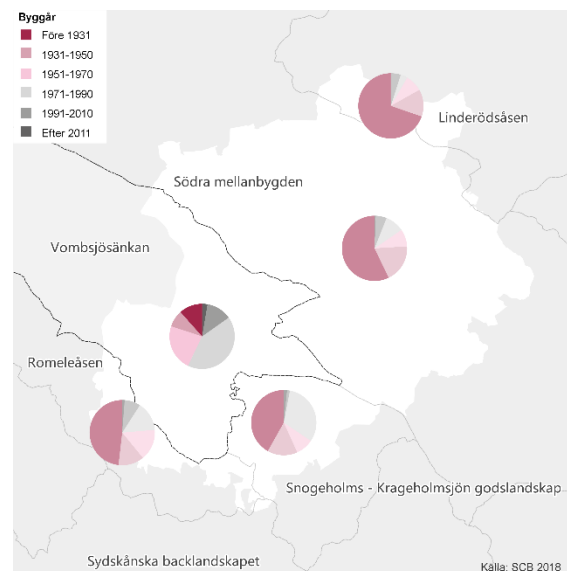 Byggår
Före 1931
1931-1950
1951-1970
1971-1990
1991-2010
Efter 2011
Linderödsåsen
Södra mellanbygden
Vombsjösänkan
Romeleåsen
Snogeholms - Krageholmsjön godslandskap
Sydskånska backlandskapet
Källa: SCB 2018